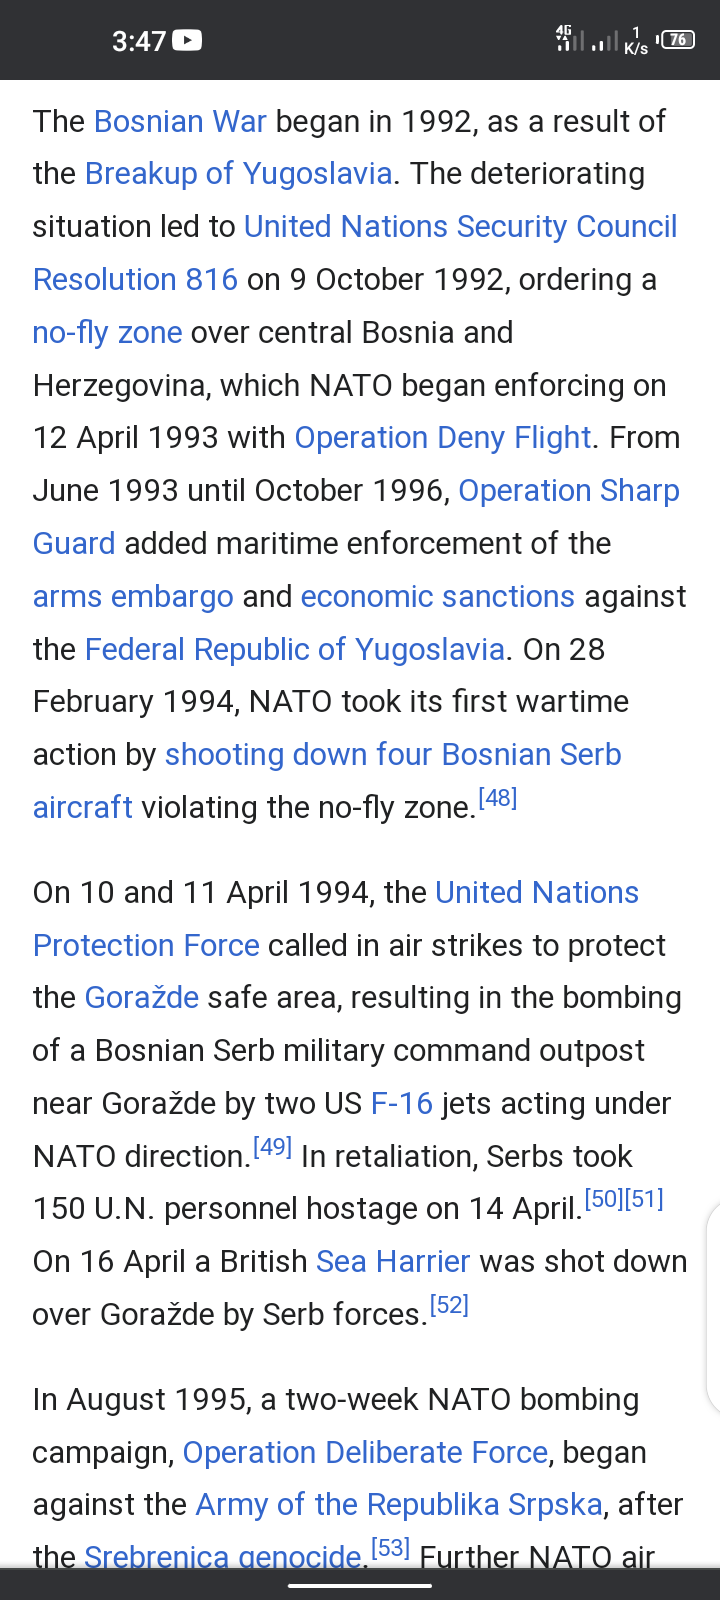 3:47
4G
1
K/s
76
The Bosnian War began in 1992, as a result of
the Breakup of Yugoslavia. The deteriorating
situation led to United Nations Security Council
Resolution 816 on 9 October 1992, ordering a
no-fly zone over central Bosnia and
Herzegovina, which NATO began enforcing on
12 April 1993 with Operation Deny Flight. From
June 1993 until October 1996, Operation Sharp
Guard added maritime enforcement of the
arms embargo and economic sanctions against
the Federal Republic of Yugoslavia. On 28
February 1994, NATO took its first wartime
action by shooting down four Bosnian Serb
aircraft violating the no-fly zone.[48]
On 10 and 11 April 1994, the United Nations
Protection Force called in air strikes to protect
the Goražde safe area, resulting in the bombing
of a Bosnian Serb military command outpost
near Goražde by two US F-16 jets acting under
NATO direction.[49] In retaliation, Serbs took
150 U.N. personnel hostage on 14 April.[50][51]
On 16 April a British Sea Harrier was shot down
over Goražde by Serb forces.[52]
In August 1995, a two-week NATO bombing
campaign, Operation Deliberate Force, began
against the Army of the Republika Srpska, after
the Srebrenica genocide.[53] Further NATO air